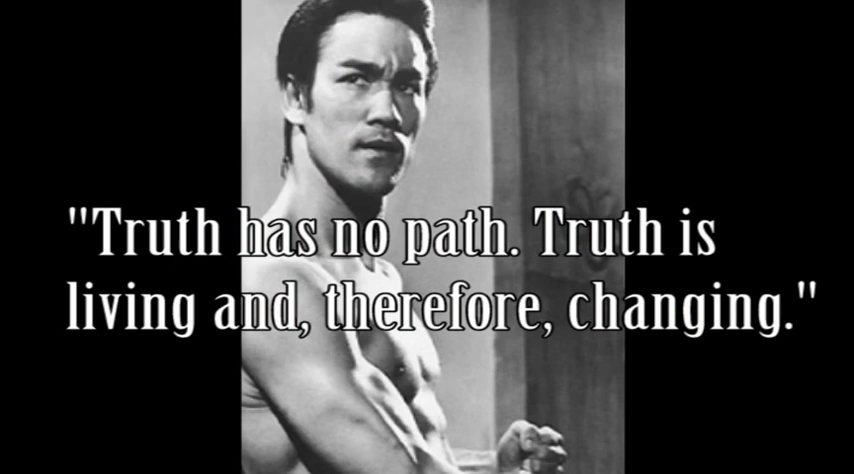 "Truth has no path. Truth is
living and, therefore, changing."